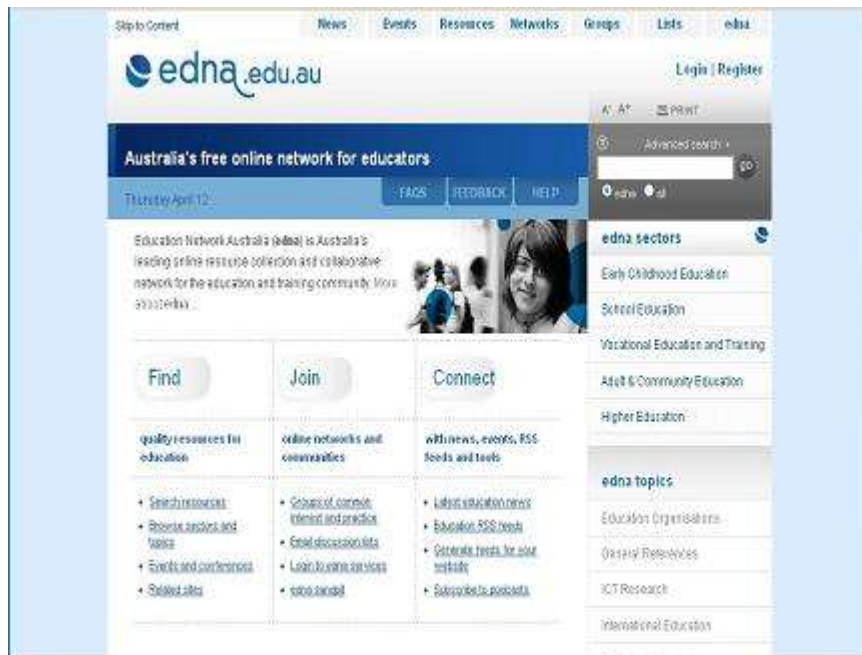 Skip to Content
News Events Resources Networks Groups Lists edna
edna.edu.au
Login | Register
A- A+ PRINT
Australia's free online network for educators
Advanced search
go
edna all
Thursday April 12
FAQS FEEDBACK HELP
Education Network Australia (edna) is Australia's
leading online resource collection and collaborative
network for the education and training community. More
about edna ...
edna sectors
Early Childhood Education
School Education
Vocational Education and Training
Adult & Community Education
Higher Education
Find
quality resources for
education
Search resources
Browse sectors and
topics
Events and conferences
Related sites
Join
online networks and
communities
Groups of common
interest and practice
Email discussion lists
Login to edna services
edna
Connect
with news, events, RSS
feeds and tools
Latest education news
Education RSS feeds
Generate feeds for your
website
Subscribe to podcasts
edna topics
Education Organisations
General References
ICT Research
International Education